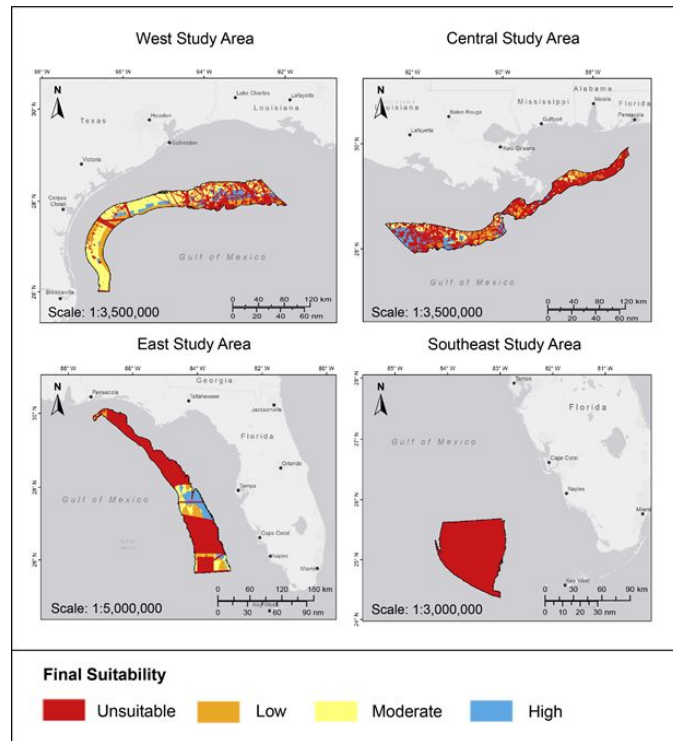 West Study Area
98° W
96° W
94° W
92° W
N
30° N
28° N
26° N
Lake Charles
Lafayette
Louisiana
Texas
Houston
Galveston
Victoria
Corpus
Christi
Brownsville
Gulf of Mexico
0 40 80 120 km
0 20 40 60 nm
Scale: 1:3,500,000
Central Study Area
92° W
90° W
88° W
N
30° N
28° N
Alabama
Mississippi
Mobile
Florida
Pensacola
Louisiana
Baton Rouge
Gulfport
Lafayette
New Orleans
Gulf of Mexico
0 40 80 120 km
0 20 40 60 nm
Scale: 1:3,500,000
East Study Area
88° W
86° W
84° W
82° W
80° W
N
30° N
28° N
26° N
Georgia
Pensacola
Tallahassee
Jacksonville
Florida
Orlando
Tampa
Gulf of Mexico
Cape Coral
Naples
Miami
Key West
0 60 120 180 km
0 30 60 90 nm
Scale: 1:5,000,000
Southeast Study Area
85° W
84° W
83° W
82° W
81° W
N
28° N
27° N
26° N
25° N
24° N
Tampa
Florida
Gulf of Mexico
Cape Coral
Naples
Miami
Key West
0 30 60 90 km
0 10 20 30 nm
Scale: 1:3,000,000
Final Suitability
Unsuitable
Low
Moderate
High